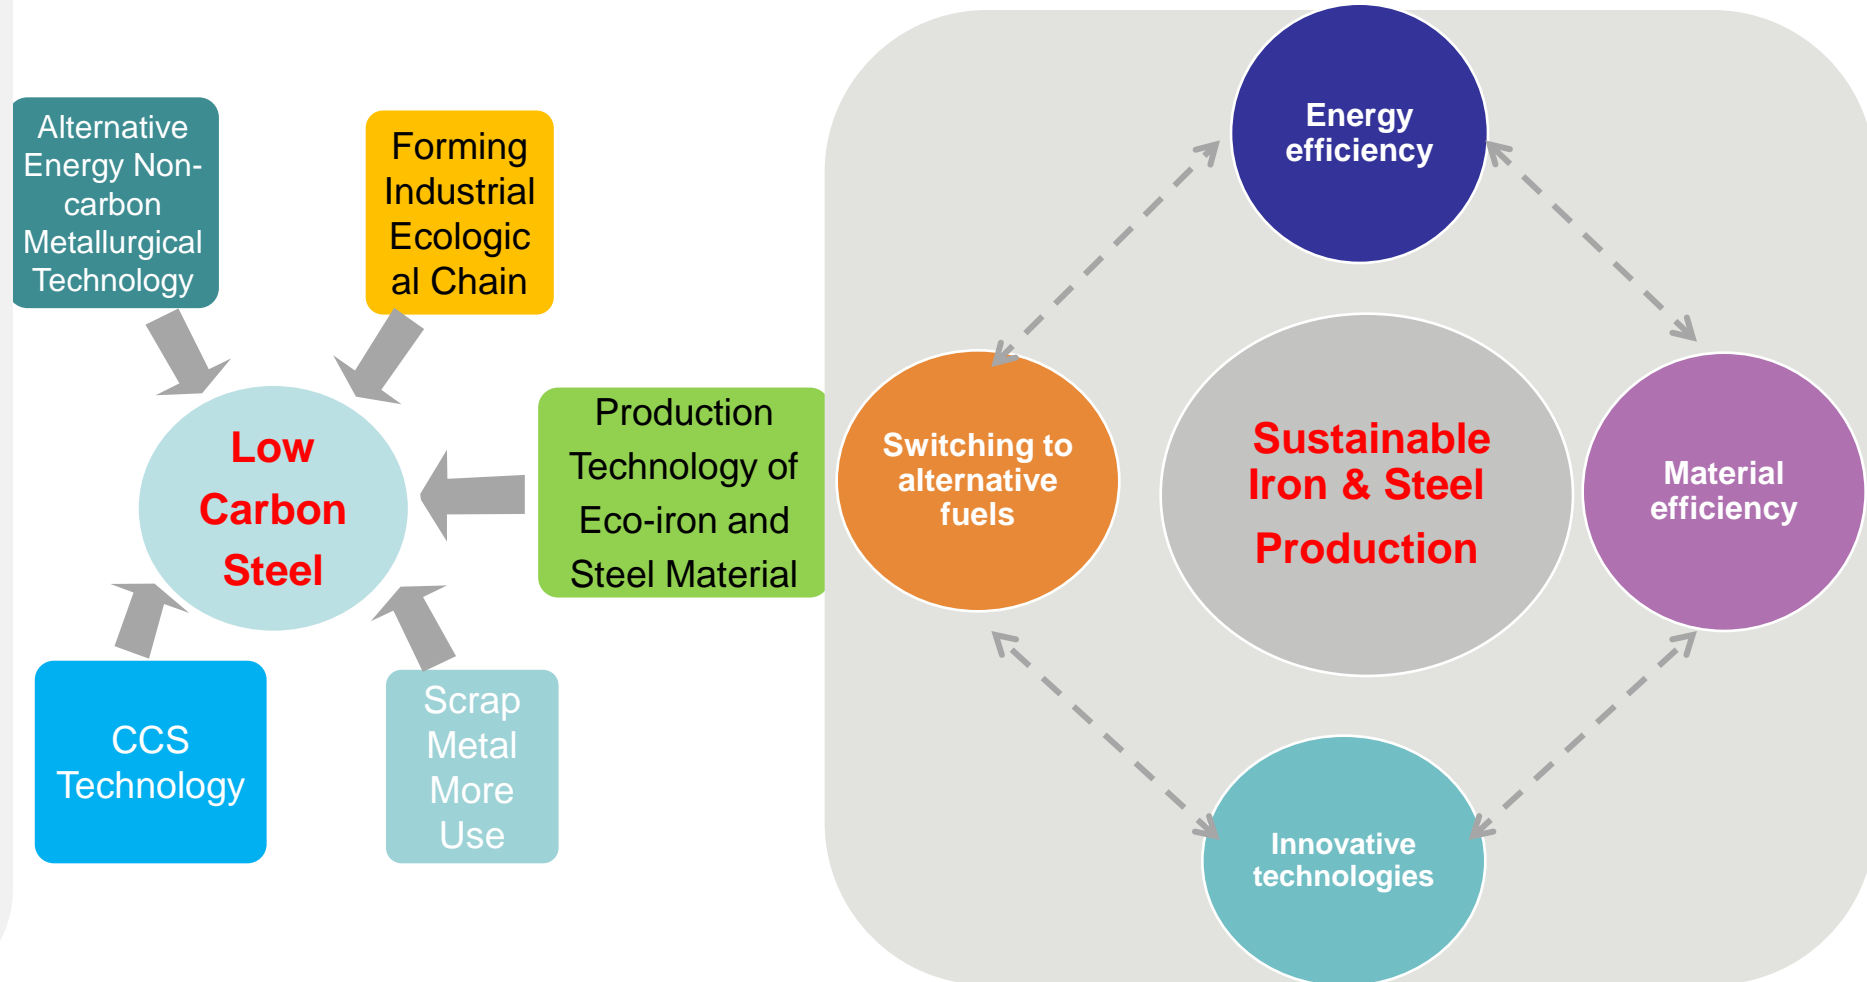 Alternative
Energy Non-
carbon
Metallurgical
Technology
Forming
Industrial
Ecologic
al Chain
Low
Carbon
Steel
Production
Technology of
Eco-iron and
Steel Material
CCS
Technology
Scrap
Metal
More
Use
Energy
efficiency
Switching to
alternative
fuels
Sustainable
Iron & Steel
Production
Material
efficiency
Innovative
technologies